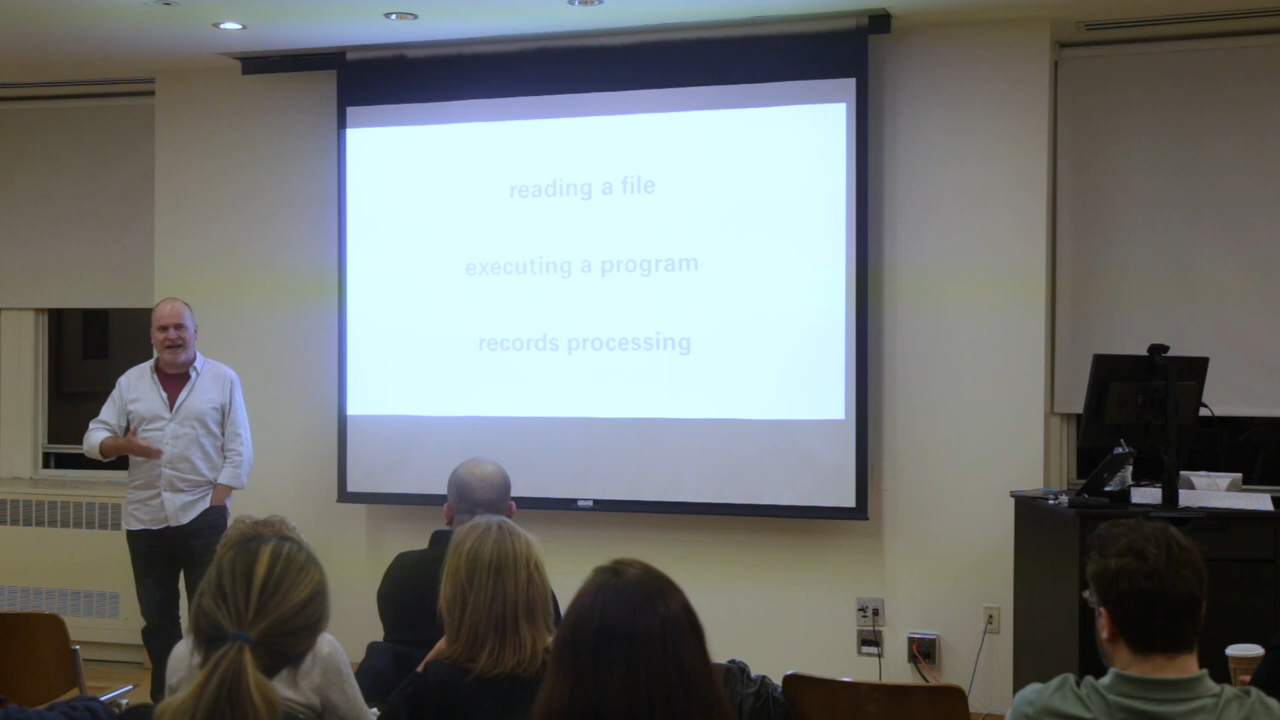 reading a file
executing a program
records processing